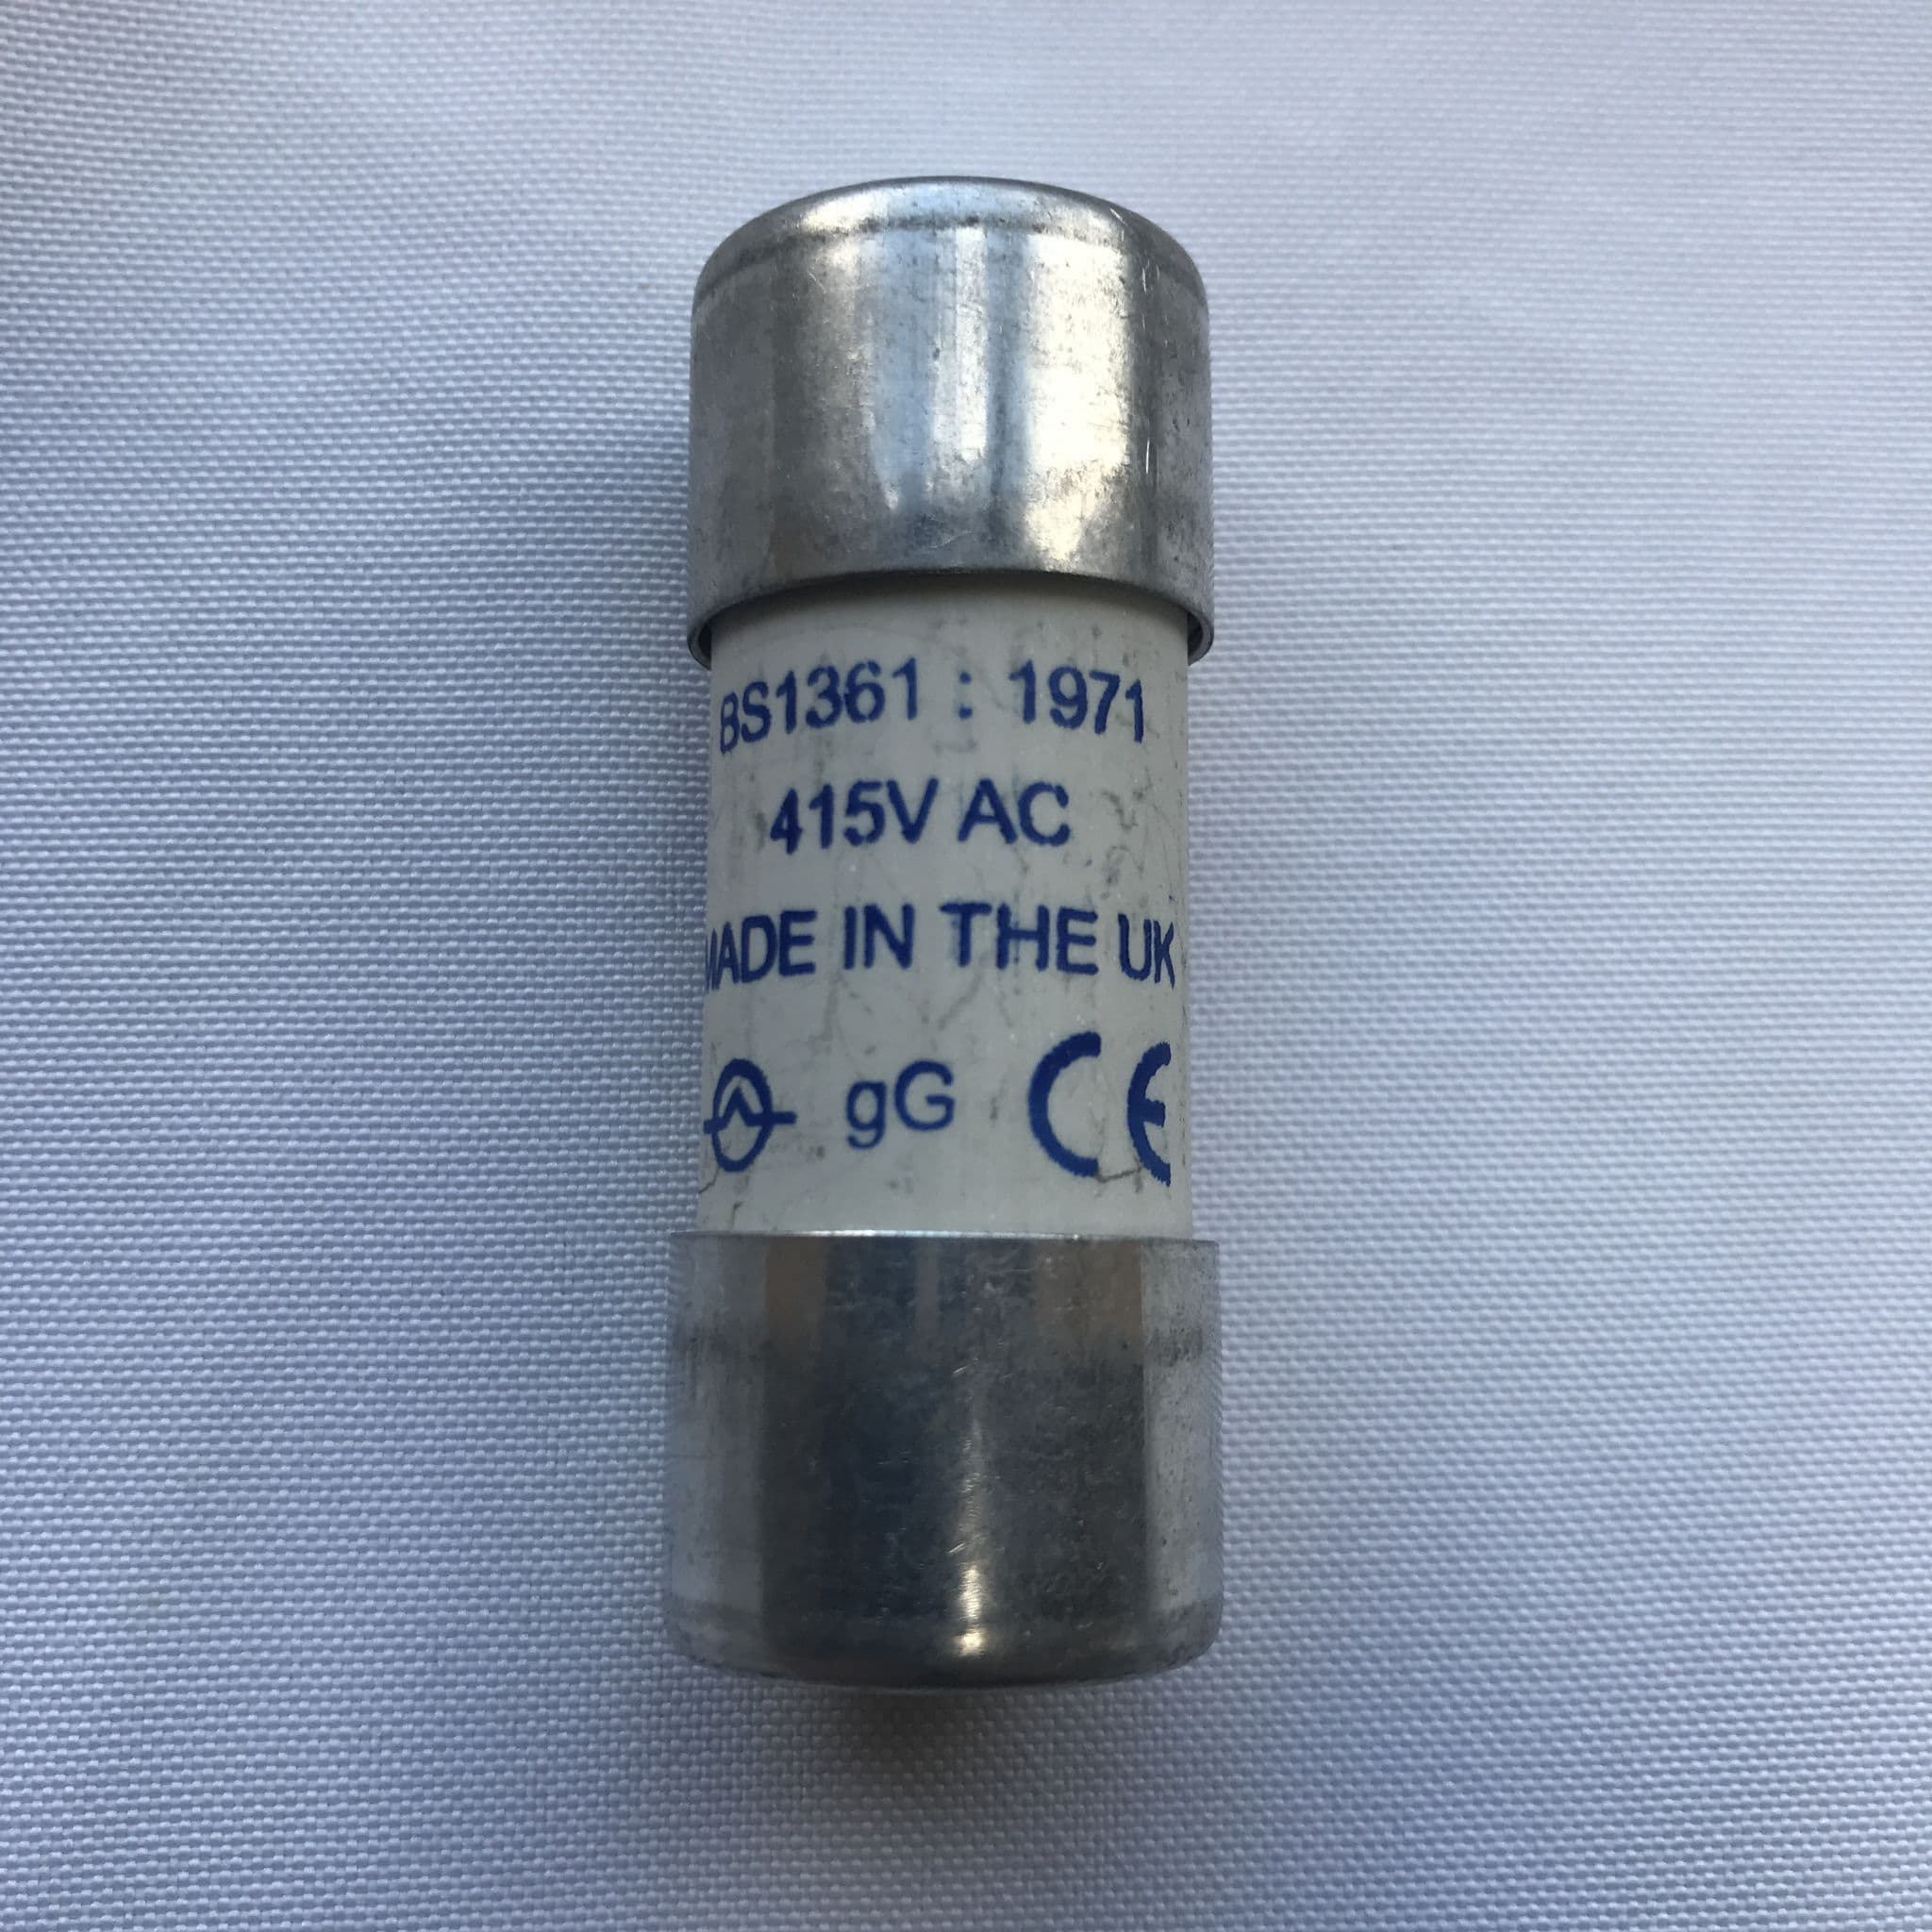 BS1361 : 1971
415V AC
MADE IN THE UK
gG CE